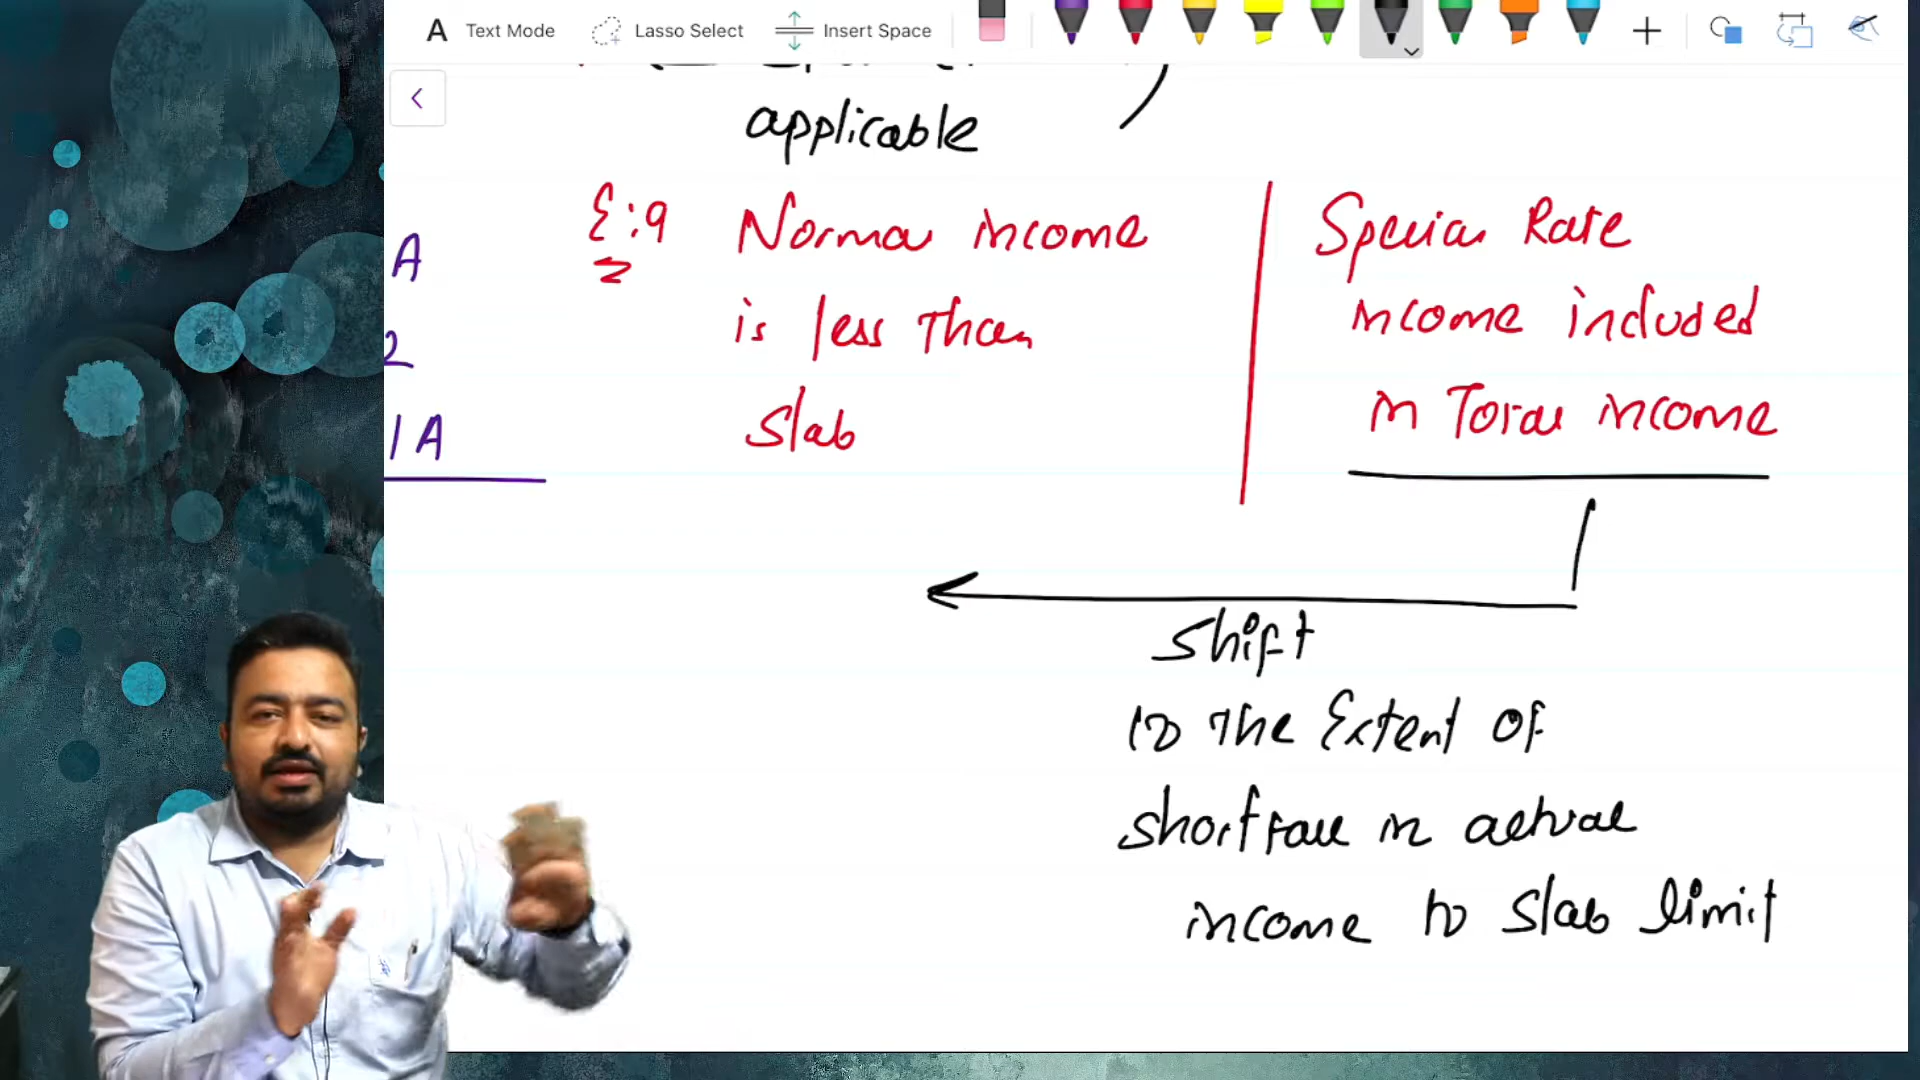 A Text Mode Lasso Select Insert Space
applicable
A
E:g Normal income
is less than
slab
Special Rate
income included
in Total income
2
1A
Shift
to the Extent of
shortfall in actual
income to slab limit